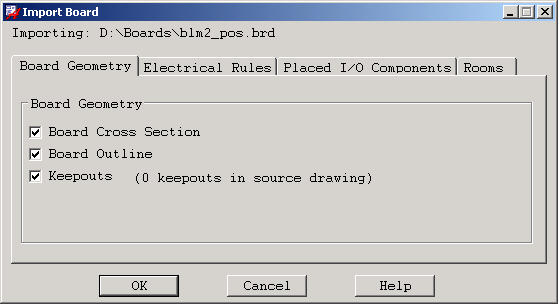 Import Board
Importing: D:\Boards\blm2_pos.brd
Board Geometry Electrical Rules Placed I/O Components Rooms
Board Geometry
Board Cross Section
Board Outline
Keepouts (0 keepouts in source drawing)
OK Cancel Help